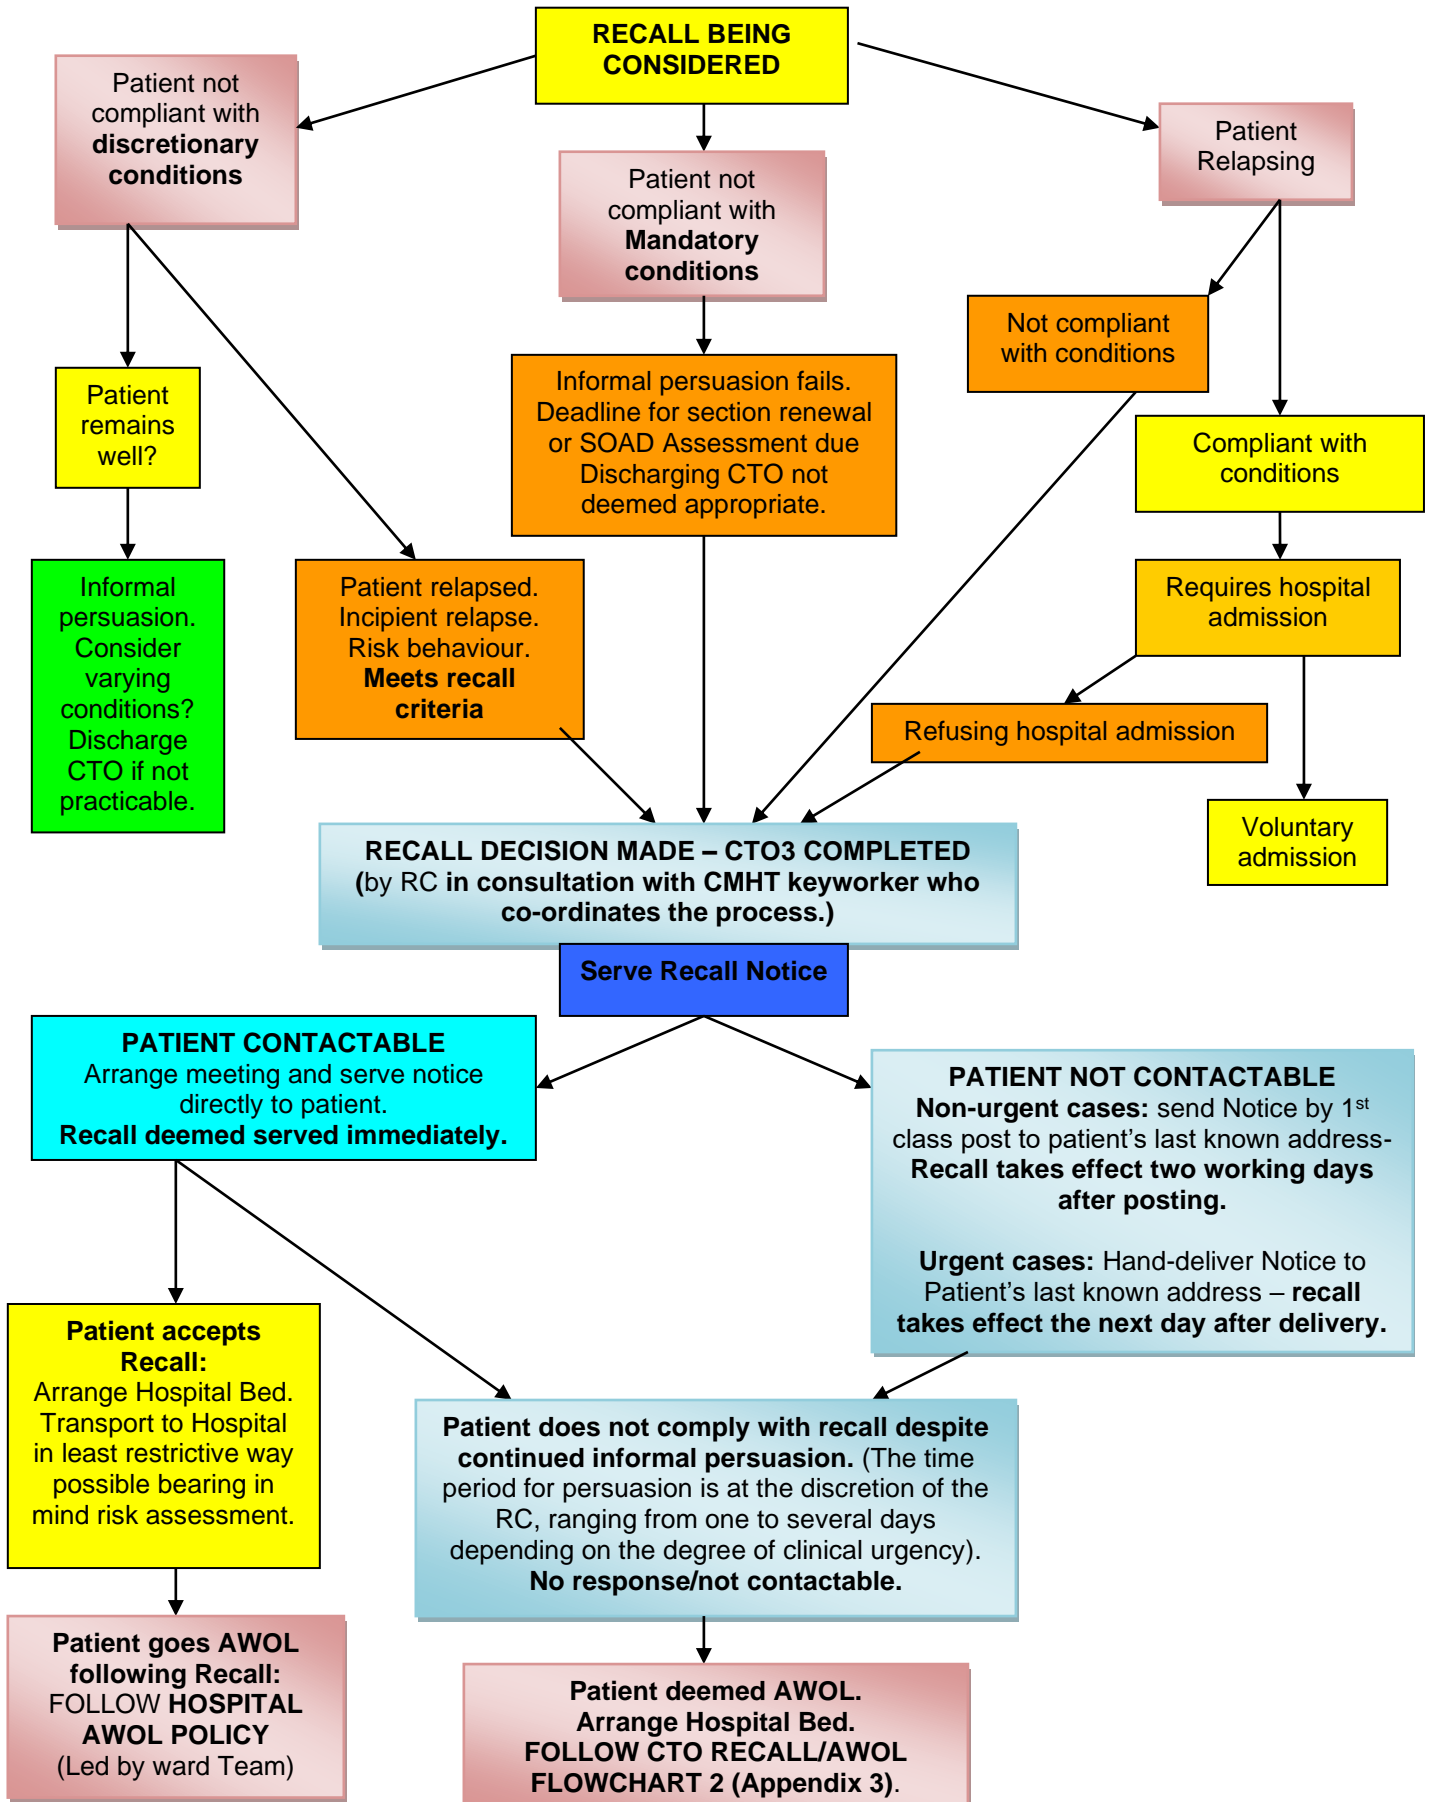 RECALL BEING
CONSIDERED
Patient not
compliant with
discretionary
conditions
Patient not
compliant with
Mandatory
conditions
Patient
Relapsing
Not compliant
with conditions
Patient
remains
well?
Informal persuasion fails.
Deadline for section renewal
or SOAD Assessment due
Discharging CTO not
deemed appropriate.
Compliant with
conditions
Informal
persuasion.
Consider
varying
conditions?
Discharge
CTO if not
practicable.
Patient relapsed.
Incipient relapse.
Risk behaviour.
Meets recall
criteria
Requires hospital
admission
Refusing hospital admission
Voluntary
admission
RECALL DECISION MADE – CTO3 COMPLETED
(by RC in consultation with CMHT keyworker who
co-ordinates the process.)
Serve Recall Notice
PATIENT CONTACTABLE
Arrange meeting and serve notice
directly to patient.
Recall deemed served immediately.
PATIENT NOT CONTACTABLE
Non-urgent cases: send Notice by 1st
class post to patient’s last known address-
Recall takes effect two working days
after posting.
Urgent cases: Hand-deliver Notice to
Patient’s last known address – recall
takes effect the next day after delivery.
Patient accepts
Recall:
Arrange Hospital Bed.
Transport to Hospital
in least restrictive way
possible bearing in
mind risk assessment.
Patient does not comply with recall despite
continued informal persuasion. (The time
period for persuasion is at the discretion of the
RC, ranging from one to several days
depending on the degree of clinical urgency).
No response/not contactable.
Patient goes AWOL
following Recall:
FOLLOW HOSPITAL
AWOL POLICY
(Led by ward Team)
Patient deemed AWOL.
Arrange Hospital Bed.
FOLLOW CTO RECALL/AWOL
FLOWCHART 2 (Appendix 3).